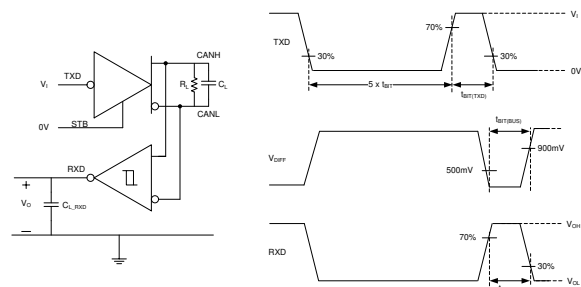 TXD
V_I
0V
STB
CANH
R_L
C_L
CANL
RXD
+
V_O
C_L_RXD
—
TXD
V_I
70%
30%
30%
0V
5 x t_BIT
t_BIT(TXD)
t_BIT(BUS)
V_DIFF
500mV
900mV
RXD
V_OH
70%
30%
V_OL